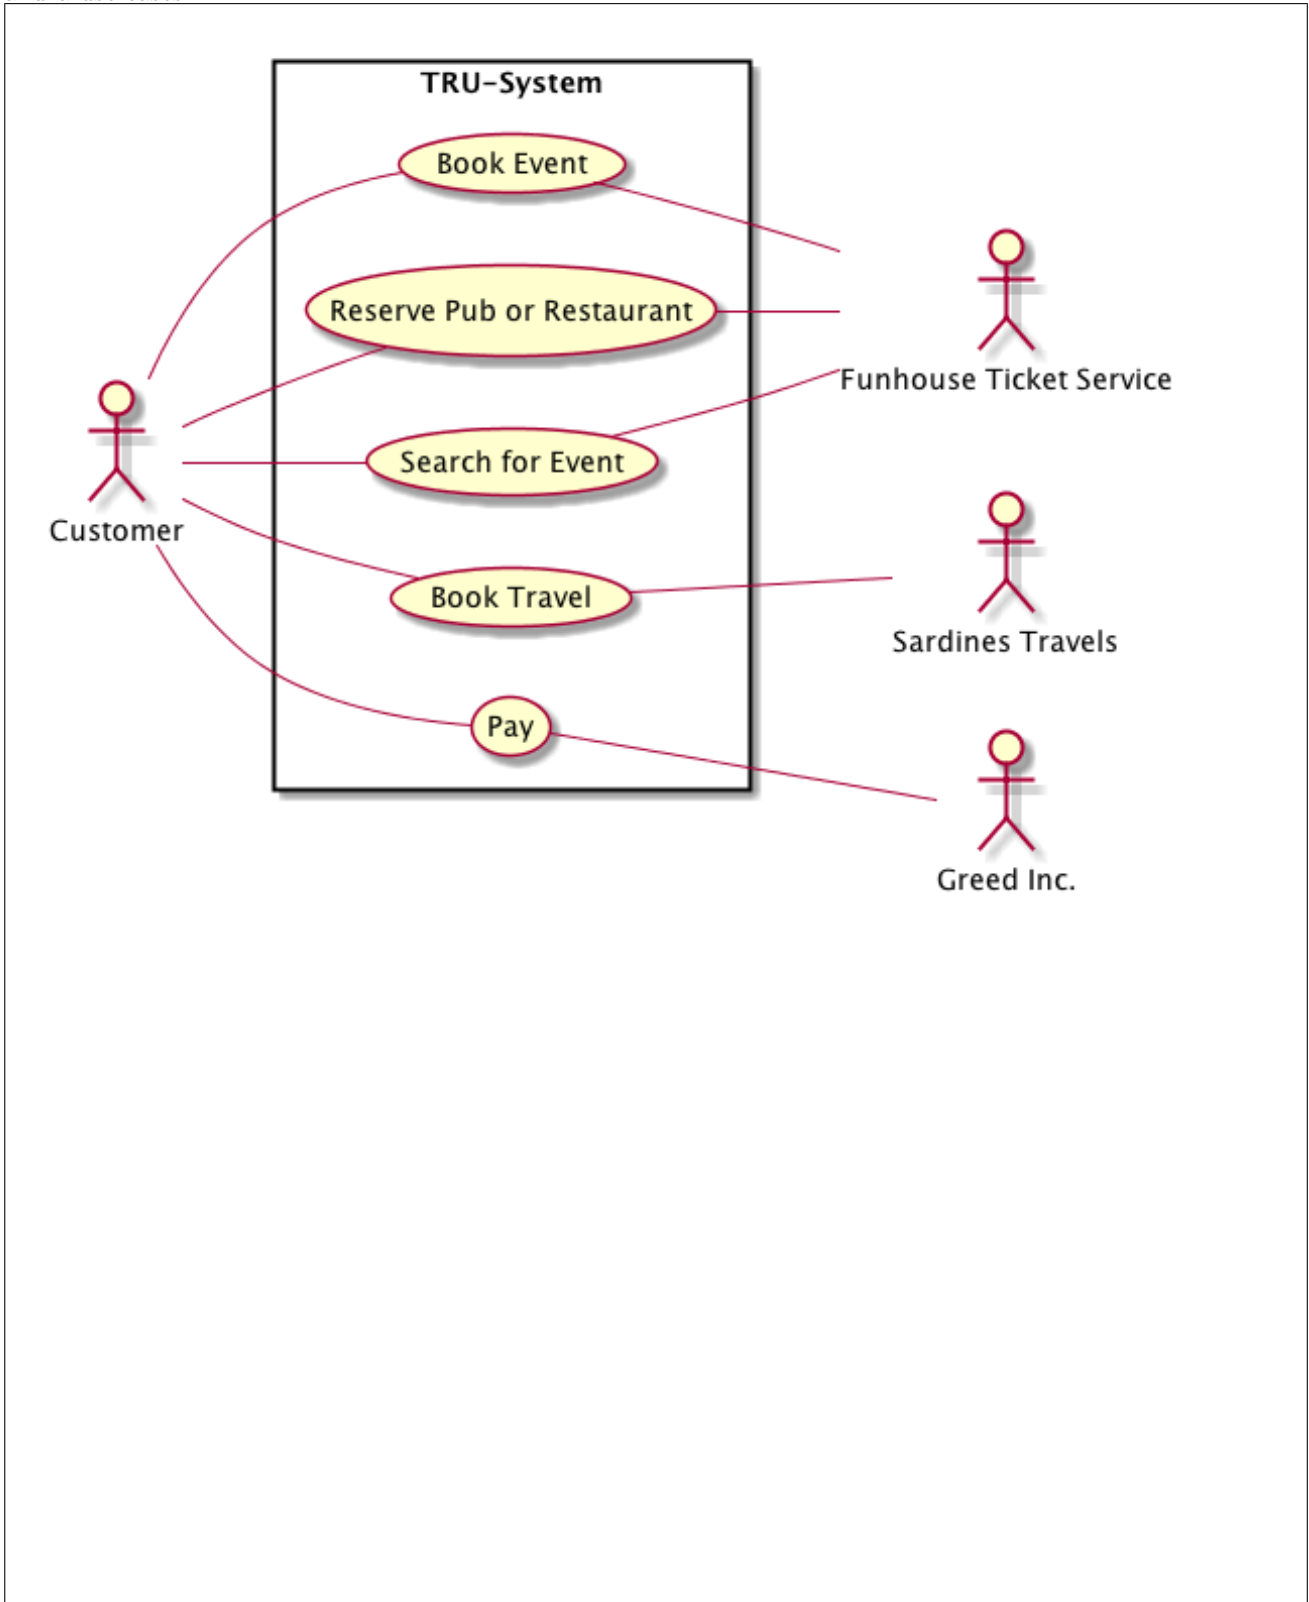 TRU-System
Book Event
Reserve Pub or Restaurant
Funhouse Ticket Service
Search for Event
Customer
Book Travel
Sardines Travels
Pay
Greed Inc.